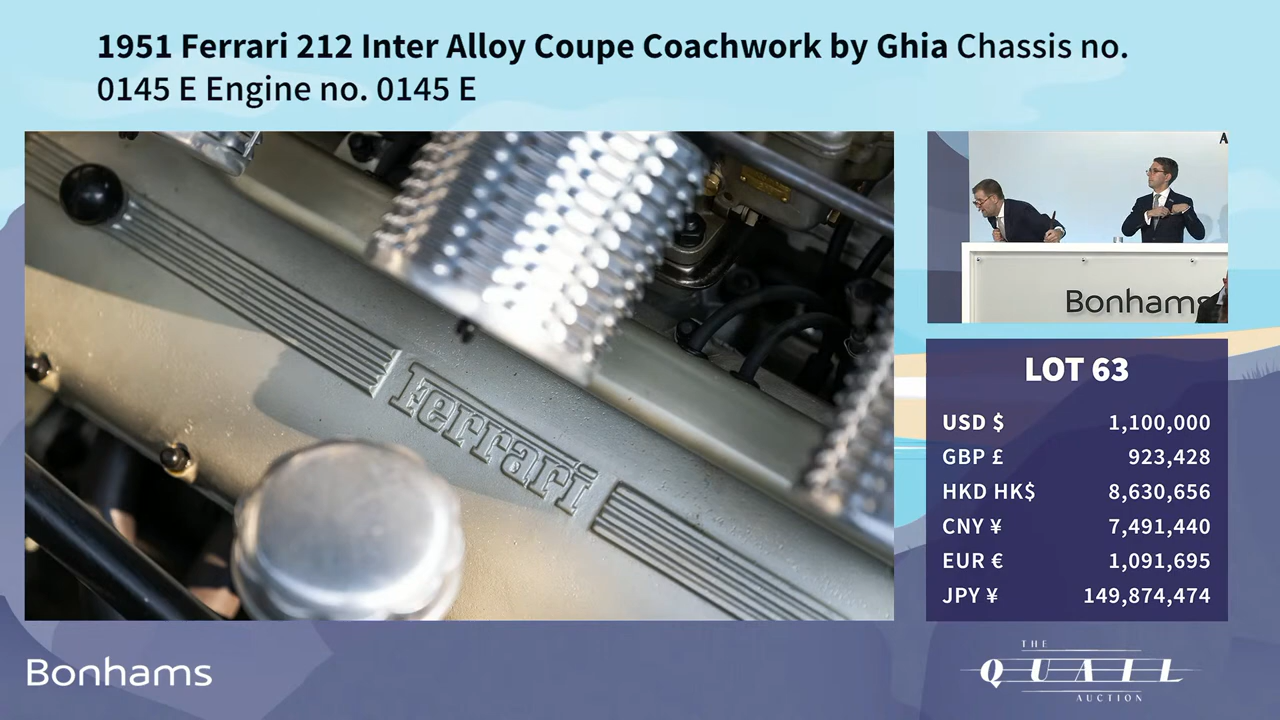 1951 Ferrari 212 Inter Alloy Coupe Coachwork by Ghia Chassis no.
0145 E Engine no. 0145 E
A
Ferrari
Bonhams
LOT 63
USD $ 1,100,000
GBP £ 923,428
HKD HK$ 8,630,656
CNY ¥ 7,491,440
EUR € 1,091,695
JPY ¥ 149,874,474
Bonhams
THE
QUAIL
AUCTION